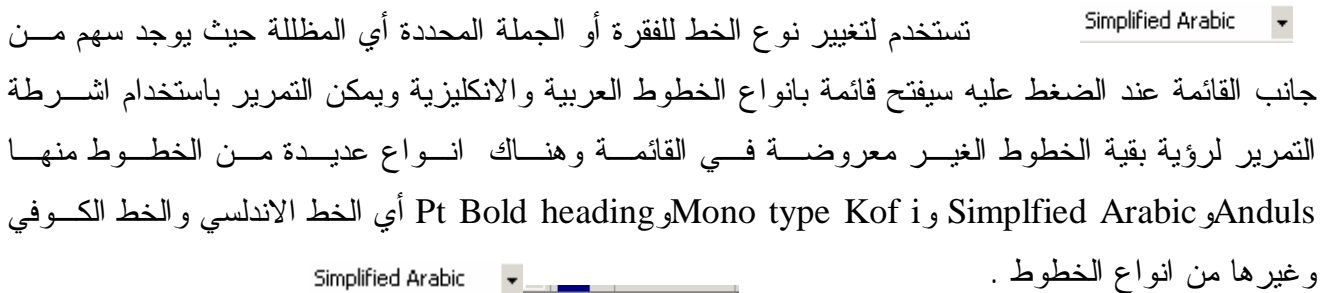 Simplified Arabic تستخدم لتغيير نوع الخط للفقرة أو الجملة المحددة أي المظللة حيث يوجد سهم من
جانب القائمة عند الضغط عليه سيفتح قائمة بانواع الخطوط العربية والانكليزية ويمكن التمرير باستخدام اشرطة
التمرير لرؤية بقية الخطوط الغير معروضة في القائمة وهناك انواع عديدة من الخطوط منها
Anduls و Simplfied Arabic و Mono type Kof i و Pt Bold heading أي الخط الاندلسي والخط الكوفي
وغيرها من انواع الخطوط .
Simplified Arabic